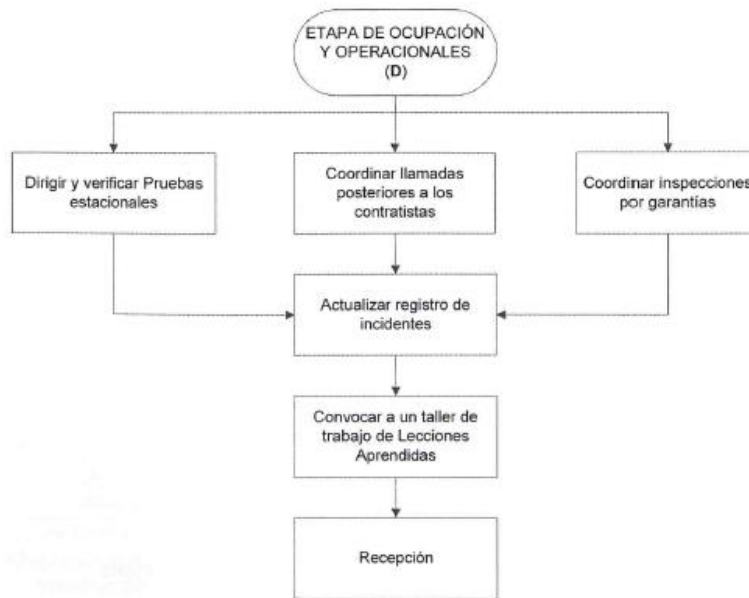 ETAPA DE OCUPACIÓN
Y OPERACIONALES
(D)
Dirigir y verificar Pruebas
estacionales
Coordinar llamadas
posteriores a los
contratistas
Coordinar inspecciones
por garantías
Actualizar registro de
incidentes
Convocar a un taller de
trabajo de Lecciones
Aprendidas
Recepción